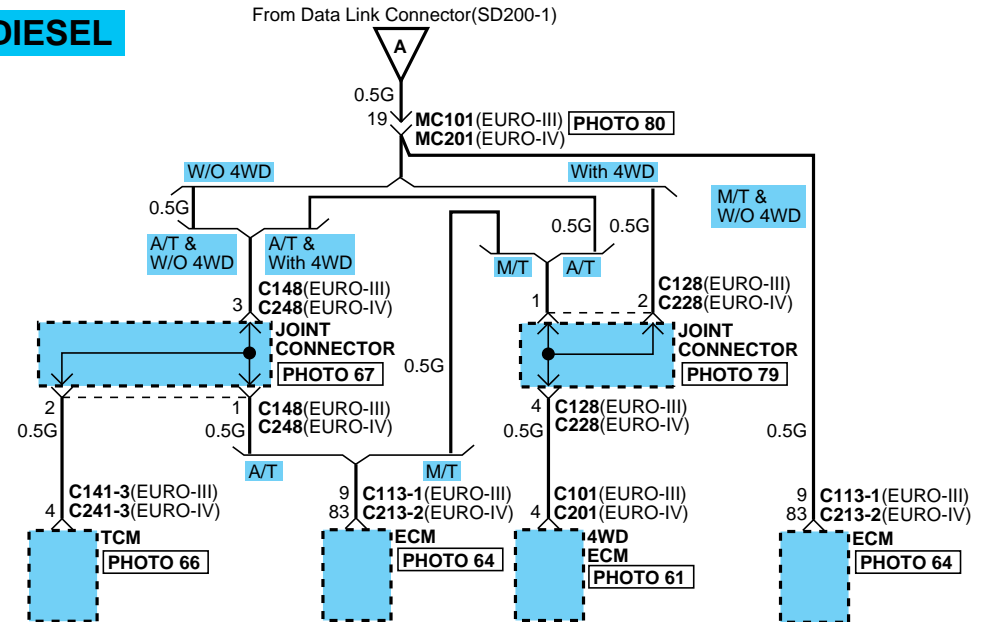 DIESEL
From Data Link Connector(SD200-1)
A
0.5G
19
MC101(EURO-III)
MC201(EURO-IV)
PHOTO 80
W/O 4WD
With 4WD
M/T &
W/O 4WD
0.5G
0.5G
0.5G
A/T &
W/O 4WD
A/T &
With 4WD
M/T
A/T
3
C148(EURO-III)
C248(EURO-IV)
1
2
C128(EURO-III)
C228(EURO-IV)
JOINT
CONNECTOR
PHOTO 67
0.5G
JOINT
CONNECTOR
PHOTO 79
2
0.5G
1
0.5G
C148(EURO-III)
C248(EURO-IV)
4
0.5G
C128(EURO-III)
C228(EURO-IV)
0.5G
A/T
M/T
4
C141-3(EURO-III)
C241-3(EURO-IV)
9
83
C113-1(EURO-III)
C213-2(EURO-IV)
4
C101(EURO-III)
C201(EURO-IV)
9
83
C113-1(EURO-III)
C213-2(EURO-IV)
TCM
PHOTO 66
ECM
PHOTO 64
4WD
ECM
PHOTO 61
ECM
PHOTO 64